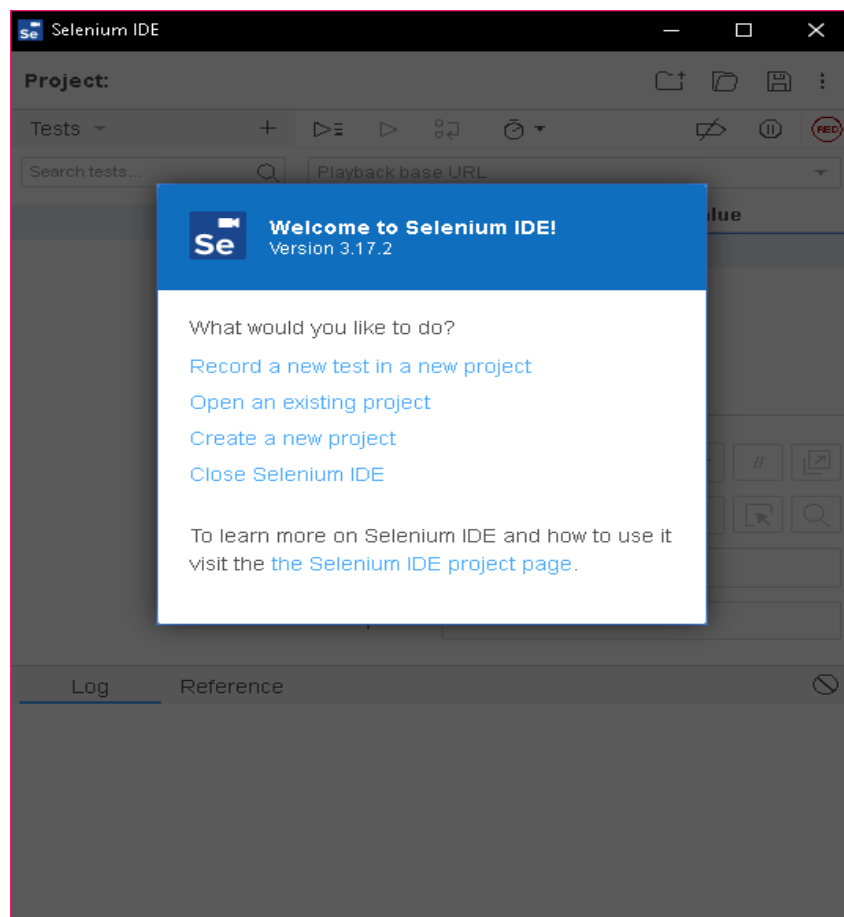 Se Selenium IDE
Project:
Tests
REC
Search tests...
Playback base URL
lue
Se
Welcome to Selenium IDE!
Version 3.17.2
What would you like to do?
Record a new test in a new project
Open an existing project
Create a new project
Close Selenium IDE
//
To learn more on Selenium IDE and how to use it
visit the the Selenium IDE project page.
Log Reference